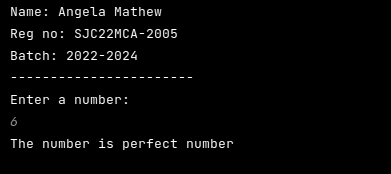 Name: Angela Mathew
Reg no: SJC22MCA-2005
Batch: 2022-2024
-----------------------
Enter a number:
6
The number is perfect number